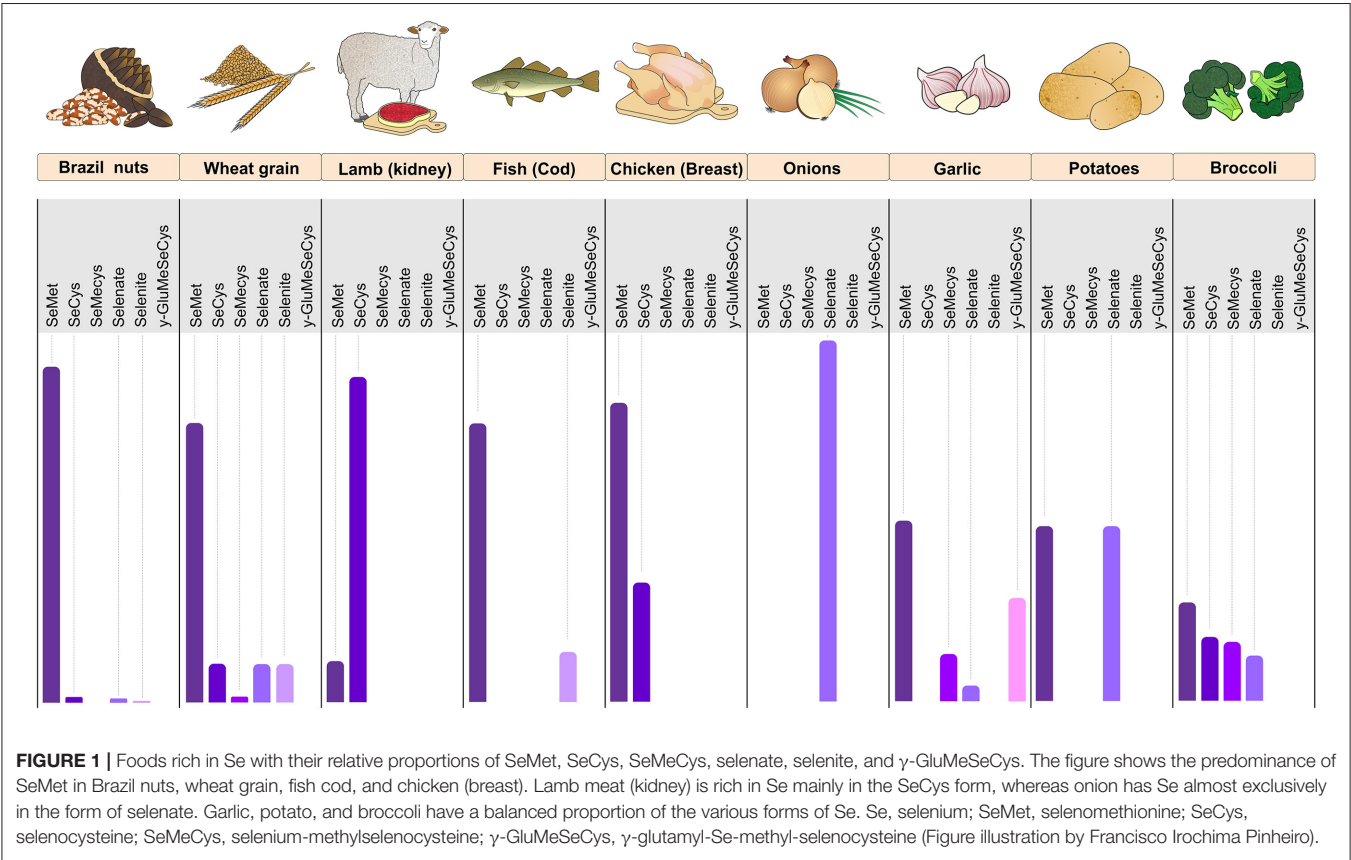 Brazil nuts
Wheat grain
Lamb (kidney)
Fish (Cod)
Chicken (Breast)
Onions
Garlic
Potatoes
Broccoli
SeMet
SeCys
SeMecys
Selenate
Selenite
y-GluMeSeCys
SeMet
SeCys
SeMecys
Selenate
Selenite
y-GluMeSeCys
SeMet
SeCys
SeMecys
Selenate
Selenite
y-GluMeSeCys
SeMet
SeCys
SeMecys
Selenate
Selenite
y-GluMeSeCys
SeMet
SeCys
SeMecys
Selenate
Selenite
y-GluMeSeCys
SeMet
SeCys
SeMecys
Selenate
Selenite
y-GluMeSeCys
SeMet
SeCys
SeMecys
Selenate
Selenite
y-GluMeSeCys
SeMet
SeCys
SeMecys
Selenate
Selenite
y-GluMeSeCys
SeMet
SeCys
SeMecys
Selenate
Selenite
y-GluMeSeCys
FIGURE 1 | Foods rich in Se with their relative proportions of SeMet, SeCys, SeMeCys, selenate, selenite, and γ-GluMeSeCys. The figure shows the predominance of
SeMet in Brazil nuts, wheat grain, fish cod, and chicken (breast). Lamb meat (kidney) is rich in Se mainly in the SeCys form, whereas onion has Se almost exclusively
in the form of selenate. Garlic, potato, and broccoli have a balanced proportion of the various forms of Se. Se, selenium; SeMet, selenomethionine; SeCys,
selenocysteine; SeMeCys, selenium-methylselenocysteine; γ-GluMeSeCys, γ-glutamyl-Se-methyl-selenocysteine (Figure illustration by Francisco Irochima Pinheiro).